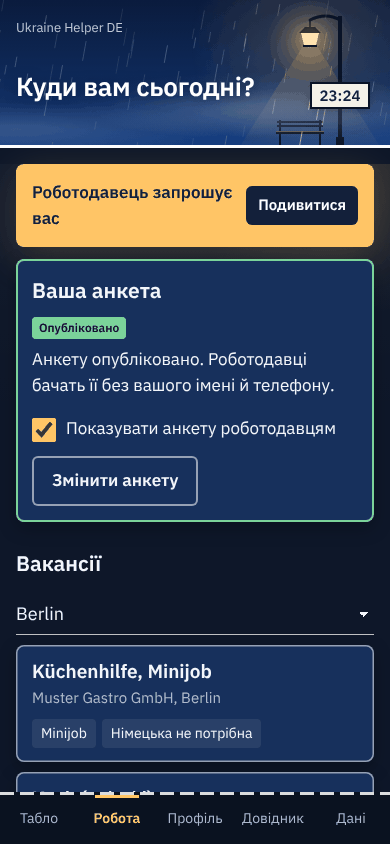 Ukraine Helper DE
Куди вам сьогодні?
23:24
Роботодавець запрошує
вас
Подивитися
Ваша анкета
Опубліковано
Анкету опубліковано. Роботодавці
бачать її без вашого імені й телефону.
Показувати анкету роботодавцям
Змінити анкету
Вакансії
Berlin
Küchenhilfe, Minijob
Muster Gastro GmbH, Berlin
Minijob
Німецька не потрібна
Табло
Робота
Профіль
Довідник
Дані